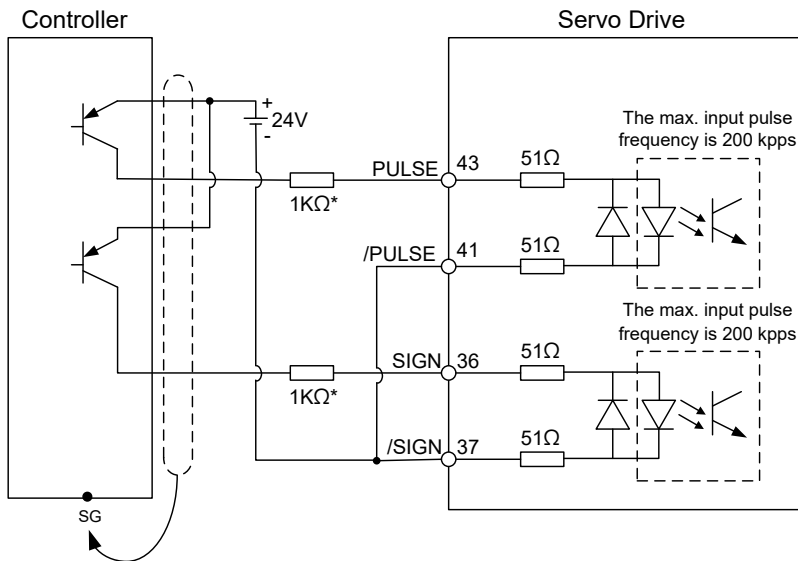 Controller
Servo Drive
+
24V
-
The max. input pulse
frequency is 200 kpps
PULSE
43
51Ω
1KΩ*
/PULSE
41
51Ω
The max. input pulse
frequency is 200 kpps
SIGN
36
51Ω
1KΩ*
/SIGN
37
51Ω
SG